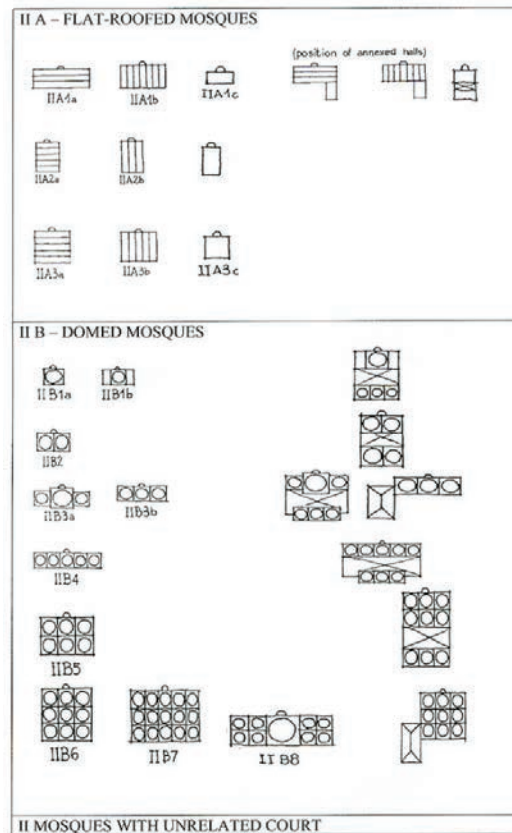 II A – FLAT-ROOFED MOSQUES
(position of annexed halls)
IIA1a IIA1b IIA1c
IIA2a IIA2b
IIA3a IIA3b IIA3c
II B – DOMED MOSQUES
IIB1a IIB1b
IIB2
IIB3a IIB3b
IIB4
IIB5
IIB6 IIB7 IIB8
II MOSQUES WITH UNRELATED COURT